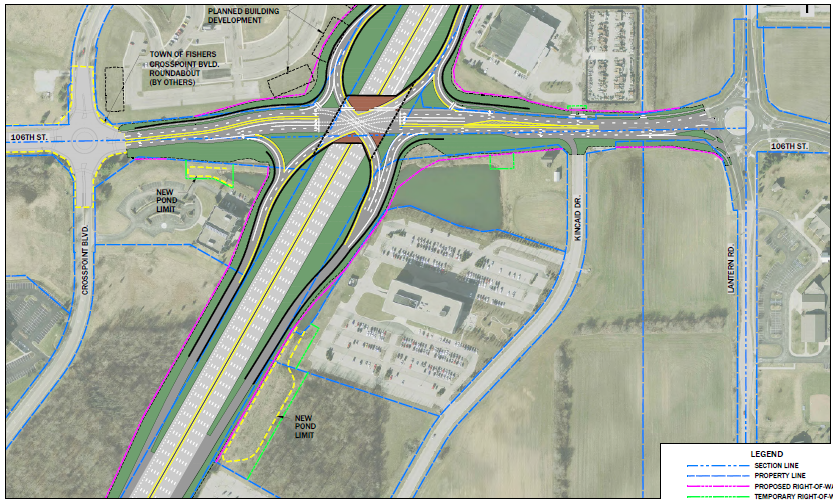 PLANNED BUILDING
DEVELOPMENT
TOWN OF FISHERS
CROSSPOINT BLVD.
ROUNDABOUT
(BY OTHERS)
106TH ST.
106TH ST.
NEW
POND
LIMIT
CROSSPOINT BLVD.
KINCAID DR.
LANTERN RD.
NEW
POND
LIMIT
LEGEND
SECTION LINE
PROPERTY LINE
PROPOSED RIGHT-OF-WA
TEMPORARY RIGHT-OF-W